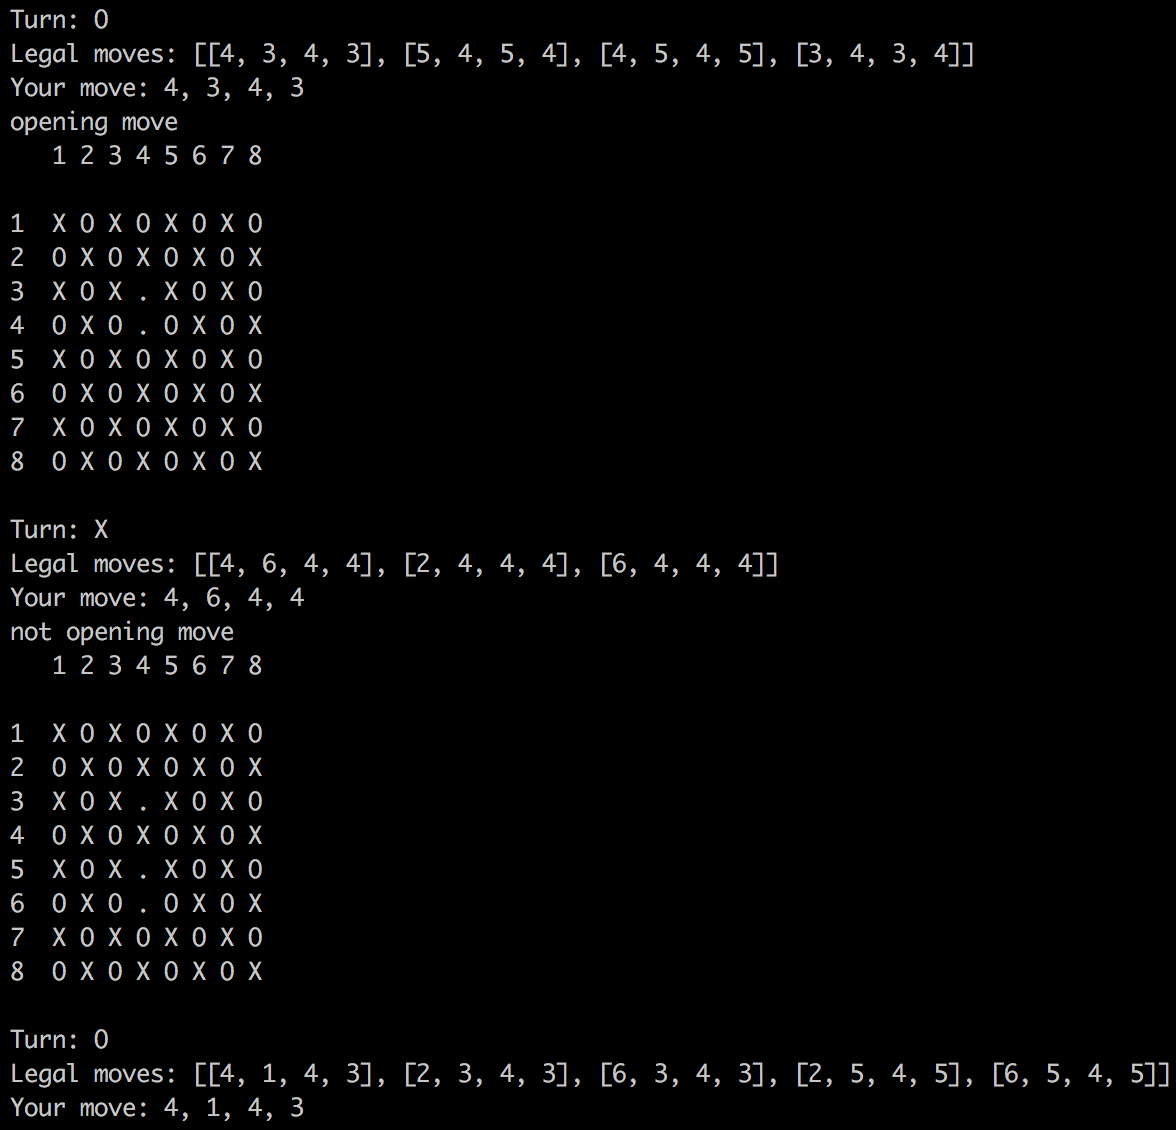 Turn: O
Legal moves: [[4, 3, 4, 3], [5, 4, 5, 4], [4, 5, 4, 5], [3, 4, 3, 4]]
Your move: 4, 3, 4, 3
opening move
   1 2 3 4 5 6 7 8

1  X O X O X O X O
2  O X O X O X O X
3  X O X . X O X O
4  O X O . O X O X
5  X O X O X O X O
6  O X O X O X O X
7  X O X O X O X O
8  O X O X O X O X

Turn: X
Legal moves: [[4, 6, 4, 4], [2, 4, 4, 4], [6, 4, 4, 4]]
Your move: 4, 6, 4, 4
not opening move
   1 2 3 4 5 6 7 8

1  X O X O X O X O
2  O X O X O X O X
3  X O X . X O X O
4  O X O X O X O X
5  X O X . X O X O
6  O X O . O X O X
7  X O X O X O X O
8  O X O X O X O X

Turn: O
Legal moves: [[4, 1, 4, 3], [2, 3, 4, 3], [6, 3, 4, 3], [2, 5, 4, 5], [6, 5, 4, 5]]
Your move: 4, 1, 4, 3